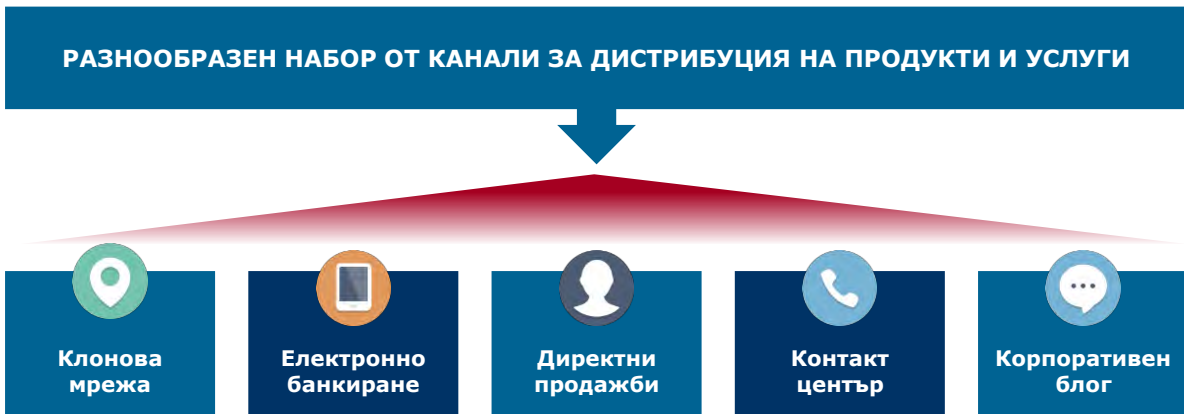 РАЗНООБРАЗЕН НАБОР ОТ КАНАЛИ ЗА ДИСТРИБУЦИЯ НА ПРОДУКТИ И УСЛУГИ
Клонова
мрежа
Електронно
банкиране
Директни
продажби
Контакт
център
Корпоративен
блог